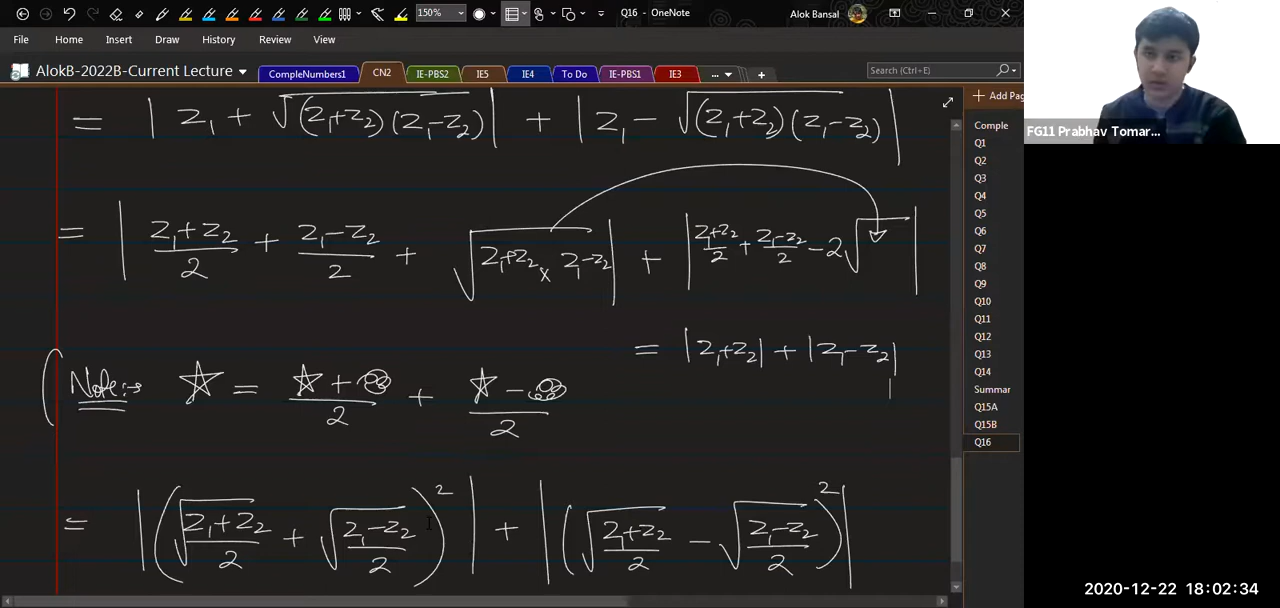 150%
Q16 - OneNote
Alok Bansal
File Home Insert Draw History Review View
AlokB-2022B-Current Lecture
CompleNumbers1 CN2 IE-PBS2 IE5 IE4 To Do IE-PBS1 IE3 ... +
Search (Ctrl+E)
+ Add Pag
Comple
Q1
Q2
Q3
Q4
Q5
Q6
Q7
Q8
Q9
Q10
Q11
Q12
Q13
Q14
Summar
Q15A
Q15B
Q16
= | z₁ + √(z₁+z₂)(z₁-z₂) | + | z₁ - √(z₁+z₂)(z₁-z₂) |
= | (z₁+z₂)/2 + (z₁-z₂)/2 + √(z₁+z₂ × z₁-z₂) | + | (z₁+z₂)/2 + (z₁-z₂)/2 - 2√ |
= |z₁+z₂| + |z₁-z₂|
(Note:→ ☆ = (☆ + )/2 + (☆ - )/2
= | (√(z₁+z₂)/2 + √(z₁-z₂)/2)² | + | (√(z₁+z₂)/2 - √(z₁-z₂)/2)² |
FG11 Prabhav Tomar...
2020-12-22 18:02:34